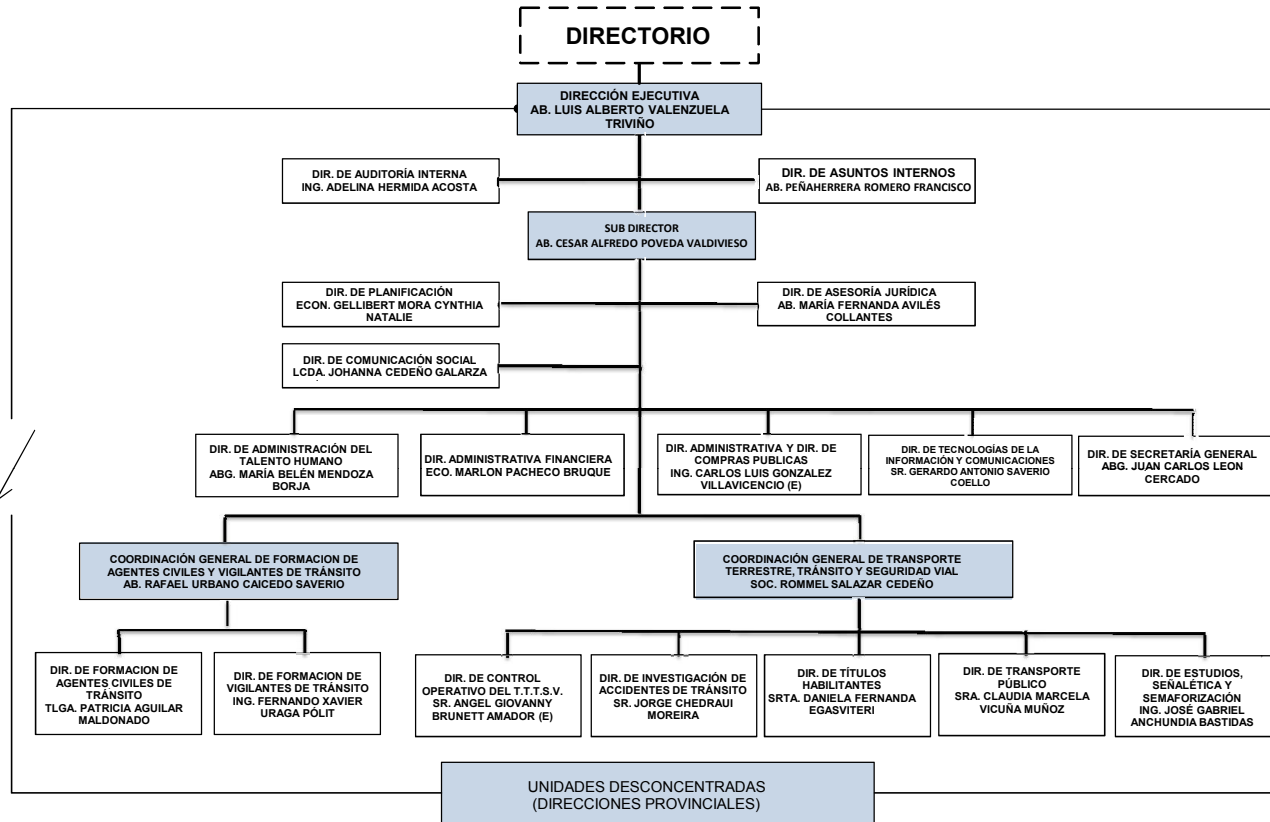 DIRECTORIO
DIRECCIÓN EJECUTIVA
AB. LUIS ALBERTO VALENZUELA
TRIVIÑO
DIR. DE AUDITORÍA INTERNA
ING. ADELINA HERMIDA ACOSTA
DIR. DE ASUNTOS INTERNOS
AB. PEÑAHERRERA ROMERO FRANCISCO
SUB DIRECTOR
AB. CESAR ALFREDO POVEDA VALDIVIESO
DIR. DE PLANIFICACIÓN
ECON. GELLIBERT MORA CYNTHIA
NATALIE
DIR. DE ASESORÍA JURÍDICA
AB. MARÍA FERNANDA AVILÉS
COLLANTES
DIR. DE COMUNICACIÓN SOCIAL
LCDA. JOHANNA CEDEÑO GALARZA
DIR. DE ADMINISTRACIÓN DEL
TALENTO HUMANO
ABG. MARÍA BELÉN MENDOZA
BORJA
DIR. ADMINISTRATIVA FINANCIERA
ECO. MARLON PACHECO BRUQUE
DIR. ADMINISTRATIVA Y DIR. DE
COMPRAS PUBLICAS
ING. CARLOS LUIS GONZALEZ
VILLAVICENCIO (E)
DIR. DE TECNOLOGÍAS DE LA
INFORMACIÓN Y COMUNICACIONES
SR. GERARDO ANTONIO SAVERIO
COELLO
DIR. DE SECRETARÍA GENERAL
ABG. JUAN CARLOS LEON
CERCADO
COORDINACIÓN GENERAL DE FORMACION DE
AGENTES CIVILES Y VIGILANTES DE TRÁNSITO
AB. RAFAEL URBANO CAICEDO SAVERIO
COORDINACIÓN GENERAL DE TRANSPORTE
TERRESTRE, TRÁNSITO Y SEGURIDAD VIAL
SOC. ROMMEL SALAZAR CEDEÑO
DIR. DE FORMACION DE
AGENTES CIVILES DE
TRÁNSITO
TLGA. PATRICIA AGUILAR
MALDONADO
DIR. DE FORMACION DE
VIGILANTES DE TRÁNSITO
ING. FERNANDO XAVIER
URAGA PÓLIT
DIR. DE CONTROL
OPERATIVO DEL T.T.T.S.V.
SR. ANGEL GIOVANNY
BRUNETT AMADOR (E)
DIR. DE INVESTIGACIÓN DE
ACCIDENTES DE TRÁNSITO
SR. JORGE CHEDRAUI
MOREIRA
DIR. DE TÍTULOS
HABILITANTES
SRTA. DANIELA FERNANDA
EGASVITERI
DIR. DE TRANSPORTE
PÚBLICO
SRA. CLAUDIA MARCELA
VICUÑA MUÑOZ
DIR. DE ESTUDIOS,
SEÑALÉTICA Y
SEMAFORIZACIÓN
ING. JOSÉ GABRIEL
ANCHUNDIA BASTIDAS
UNIDADES DESCONCENTRADAS
(DIRECCIONES PROVINCIALES)